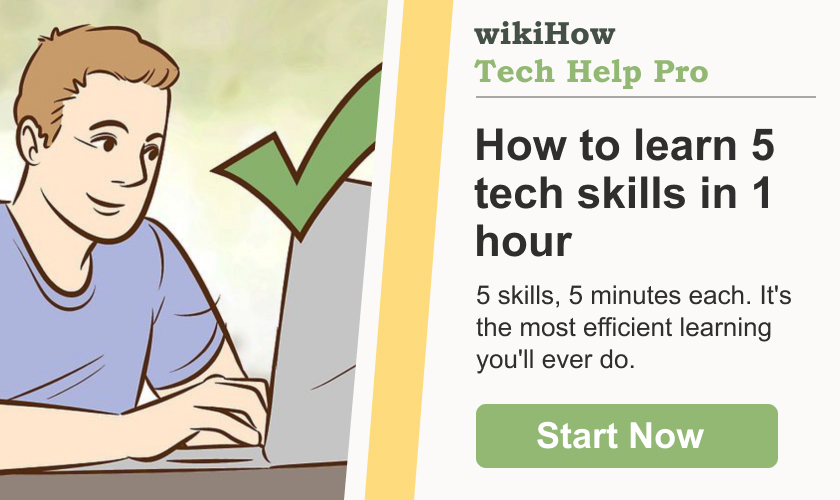 wikiHow
Tech Help Pro
How to learn 5
tech skills in 1
hour
5 skills, 5 minutes each. It's
the most efficient learning
you'll ever do.
Start Now